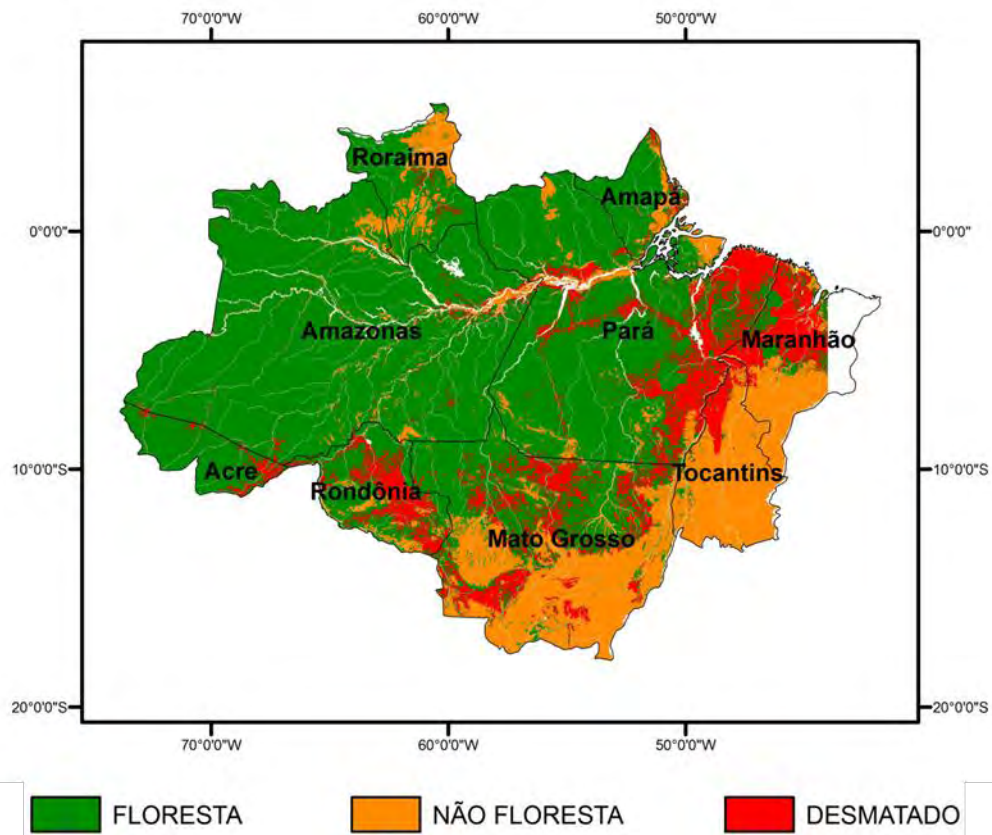 70°0'0"W 60°0'0"W 50°0'0"W
Roraima
Amapá
0°0'0" 0°0'0"
Amazonas Pará Maranhão
10°0'0"S Acre Rondônia Tocantins 10°0'0"S
Mato Grosso
20°0'0"S 20°0'0"S
70°0'0"W 60°0'0"W 50°0'0"W
FLORESTA NÃO FLORESTA DESMATADO